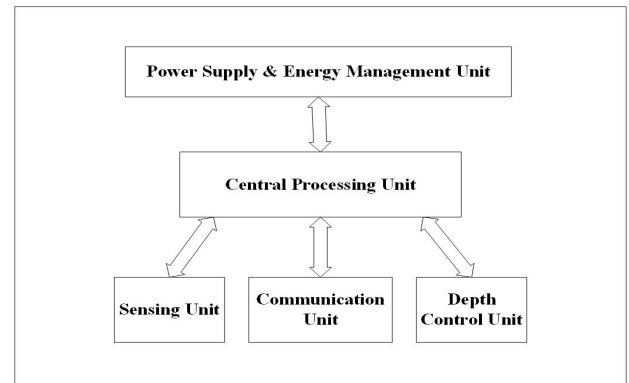 Power Supply & Energy Management Unit
Central Processing Unit
Sensing Unit
Communication
Unit
Depth
Control Unit